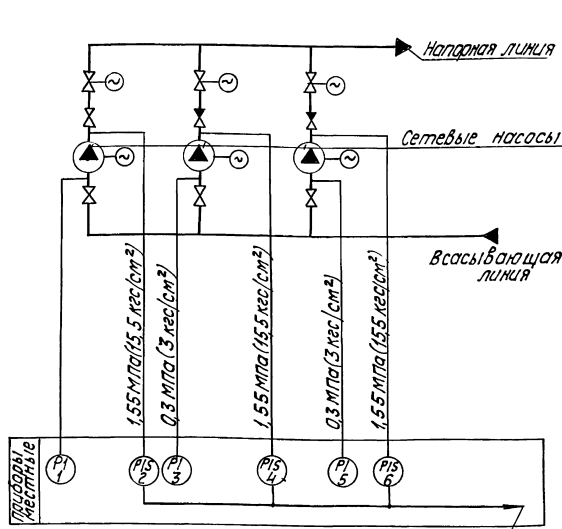 Напорная линия
~ ~ ~
Сетевые насосы
~ ~ ~
Всасывающая
линия
1,55 МПа (15,5 кгс/см²)
0,3 МПа (3 кгс/см²)
1,55 МПа (15,5 кгс/см²)
0,3 МПа (3 кгс/см²)
1,55 МПа (15,5 кгс/см²)
Приборы
местные
PI
1
PIS
2
PI
3
PIS
4
PI
5
PIS
6